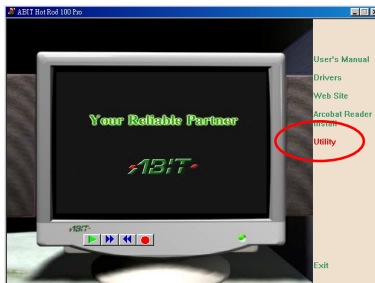 ABIT Hot Rod 100 Pro
User's Manual
Drivers
Web Site
Arcobat Reader
Install
Utility
Your Reliable Partner
ABIT
ABIT
Exit